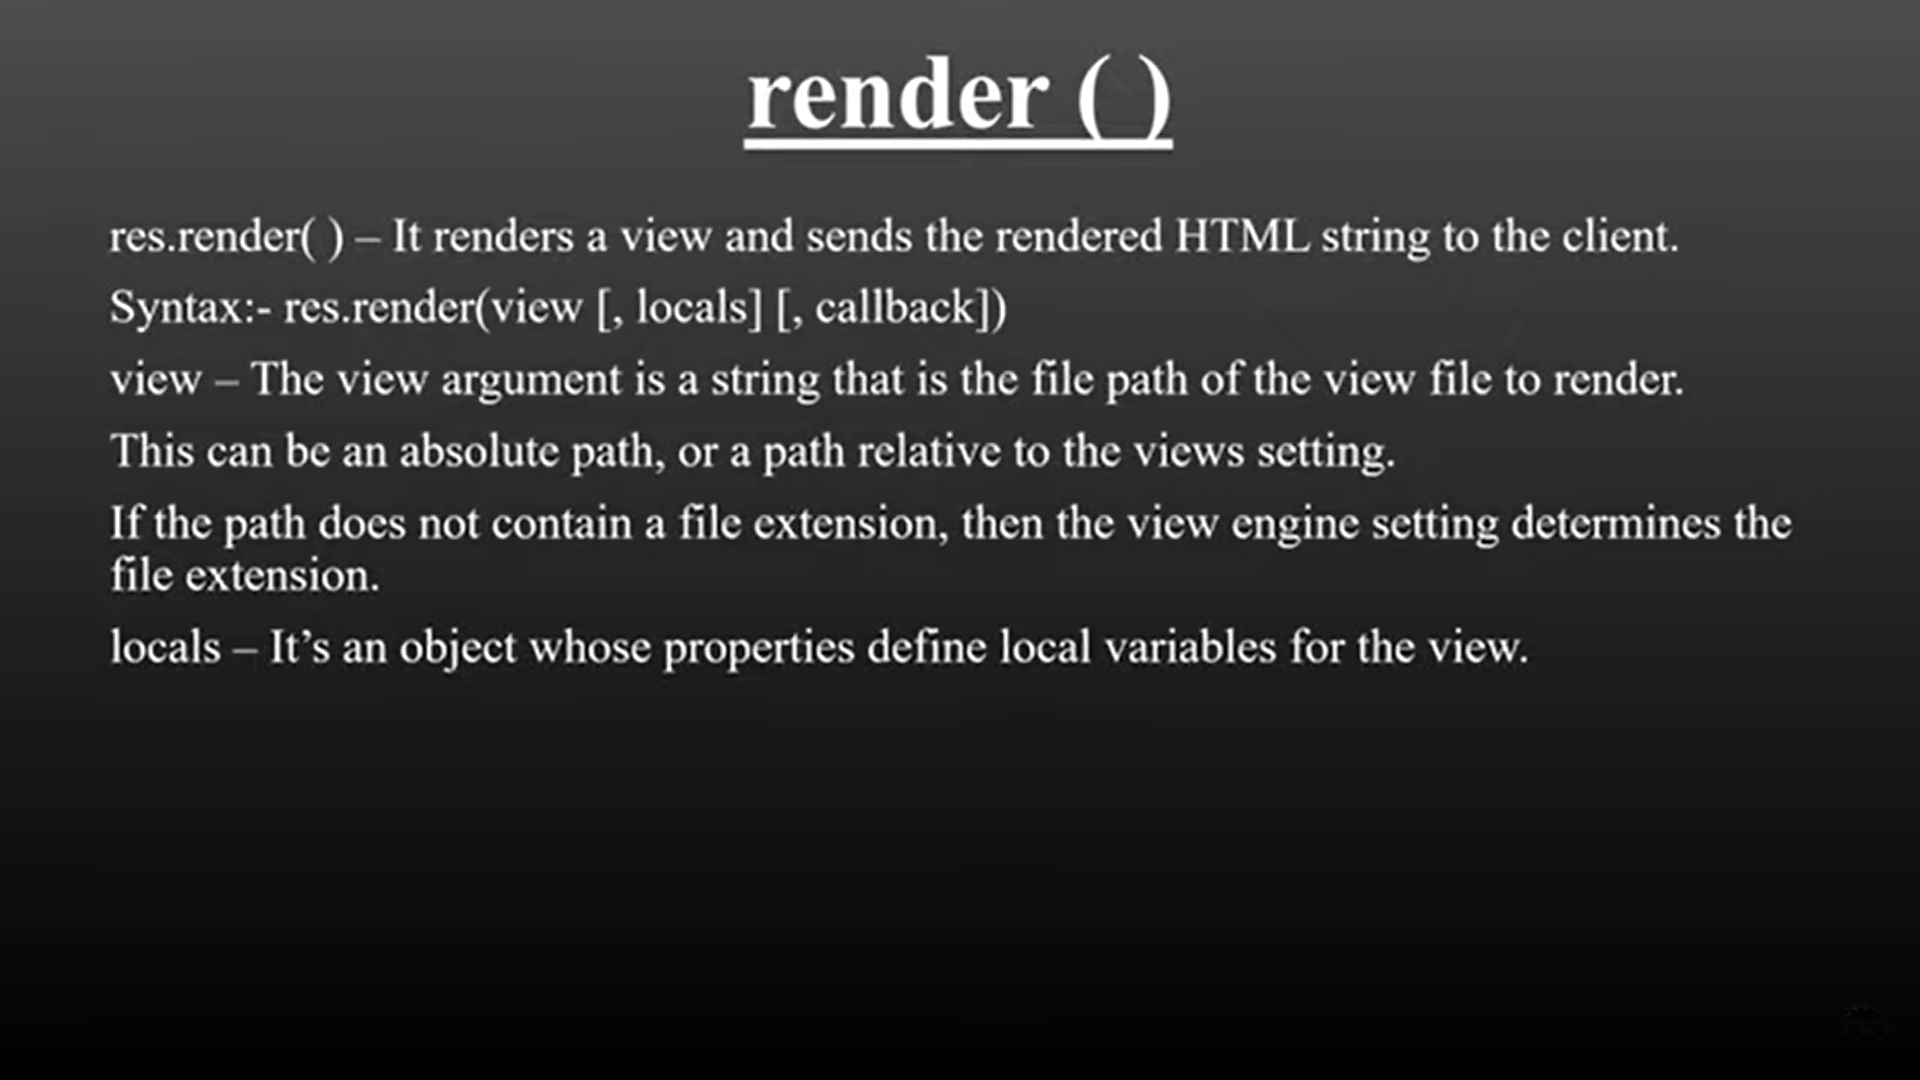 render ( )
res.render( ) – It renders a view and sends the rendered HTML string to the client.
Syntax:- res.render(view [, locals] [, callback])
view – The view argument is a string that is the file path of the view file to render.
This can be an absolute path, or a path relative to the views setting.
If the path does not contain a file extension, then the view engine setting determines the
file extension.
locals – It’s an object whose properties define local variables for the view.